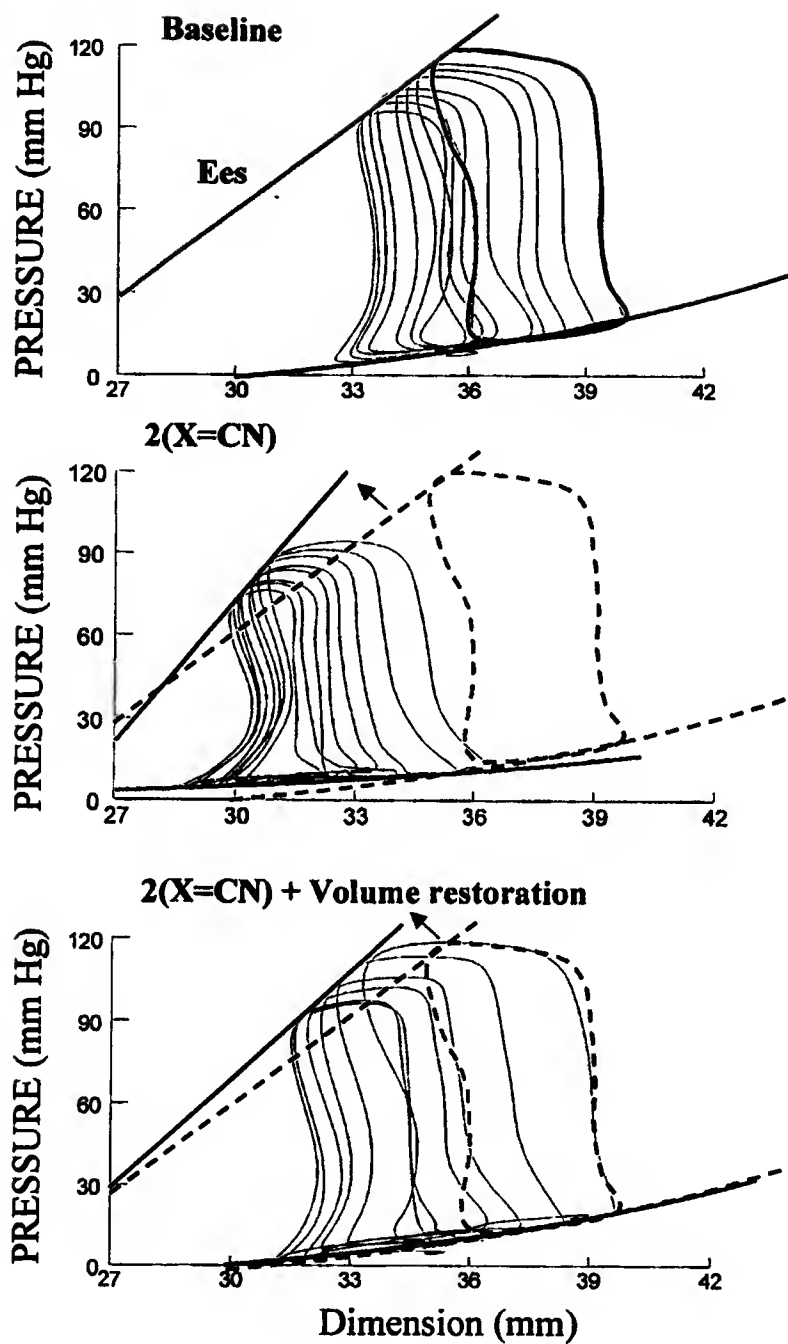 Baseline
120
90
60
30
0
Ees
PRESSURE (mm Hg)
27 30 33 36 39 42
2(X=CN)
120
90
60
30
0
PRESSURE (mm Hg)
27 30 33 36 39 42
2(X=CN) + Volume restoration
120
90
60
30
0
PRESSURE (mm Hg)
27 30 33 36 39 42
Dimension (mm)